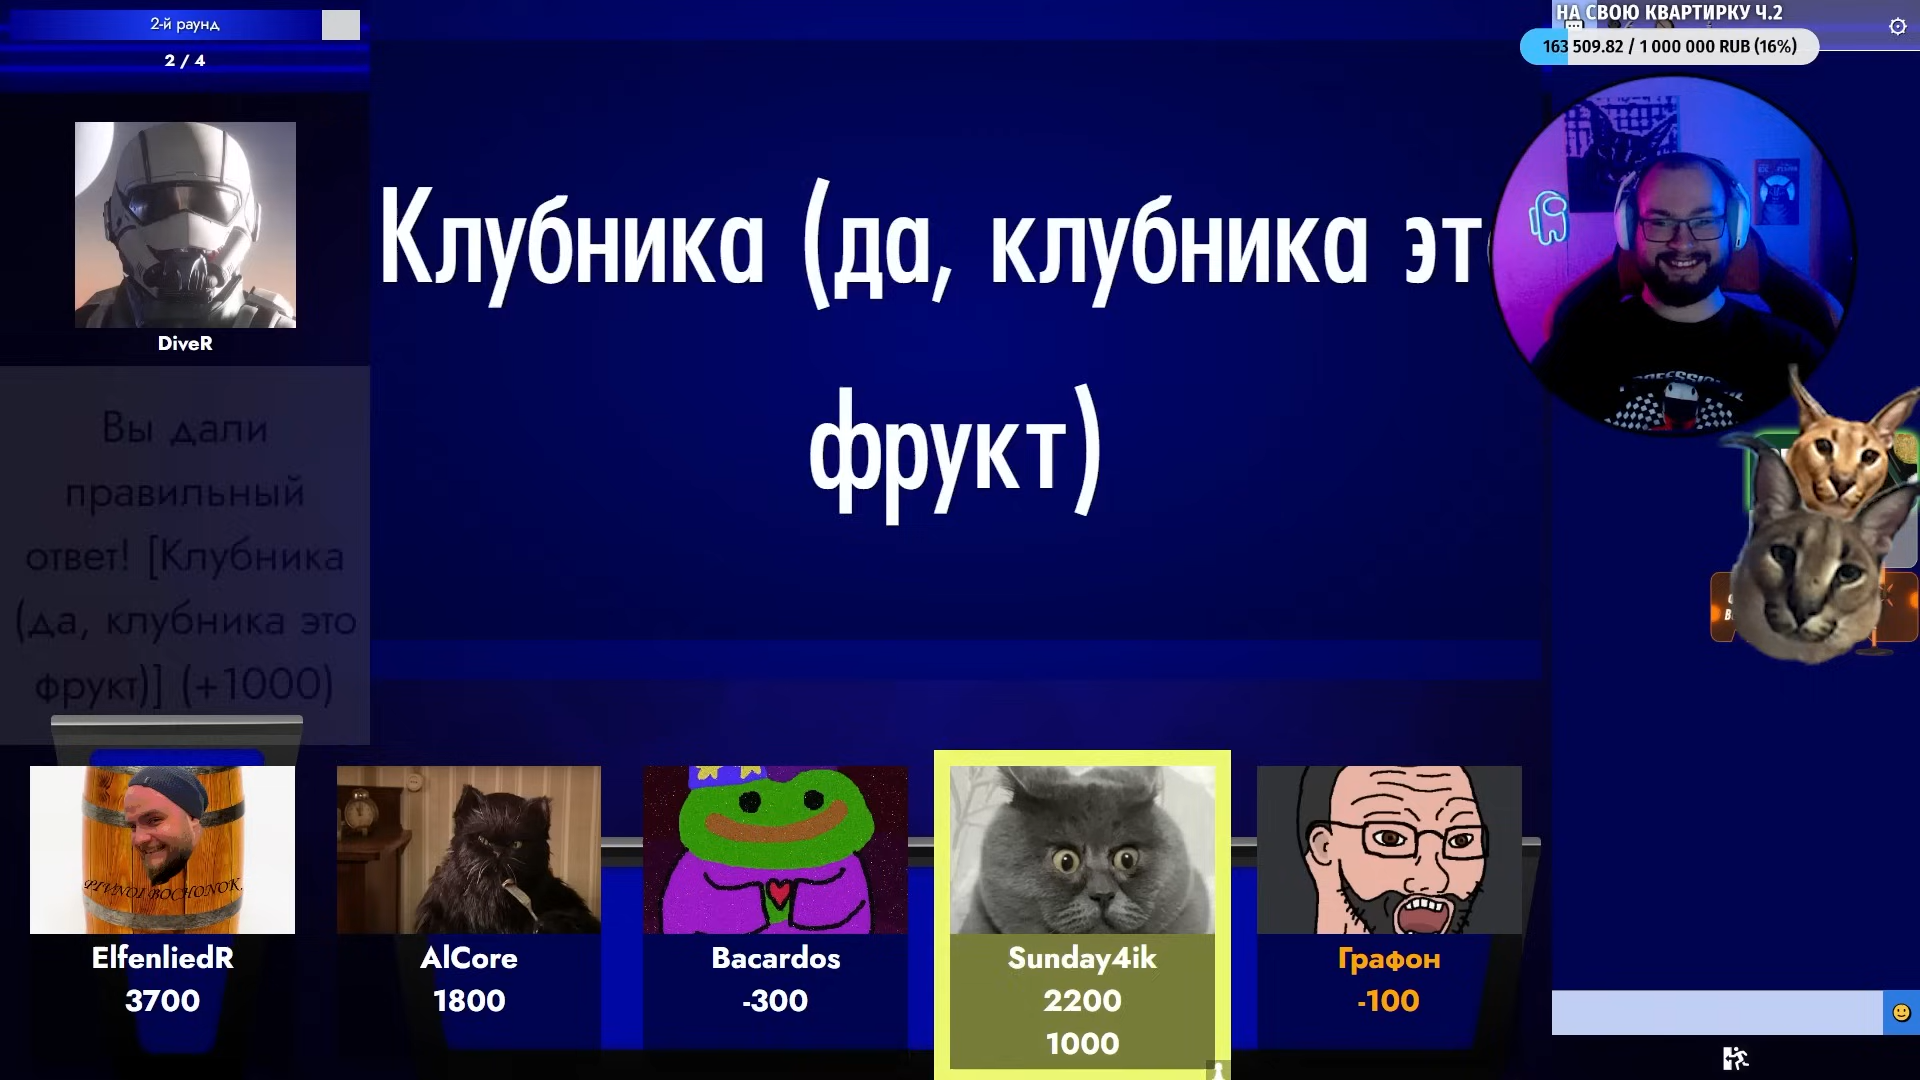 2-й раунд
2 / 4
НА СВОЮ КВАРТИРКУ Ч.2
163 509.82 / 1 000 000 RUB (16%)
DiveR
Клубника (да, клубника эт
фрукт)
Вы дали
правильный
ответ! [Клубника
(да, клубника это
фрукт)] (+1000)
PIVNOI BOCHONOK.
ElfenliedR
3700
AlCore
1800
Bacardos
-300
Sunday4ik
2200
1000
Графон
-100